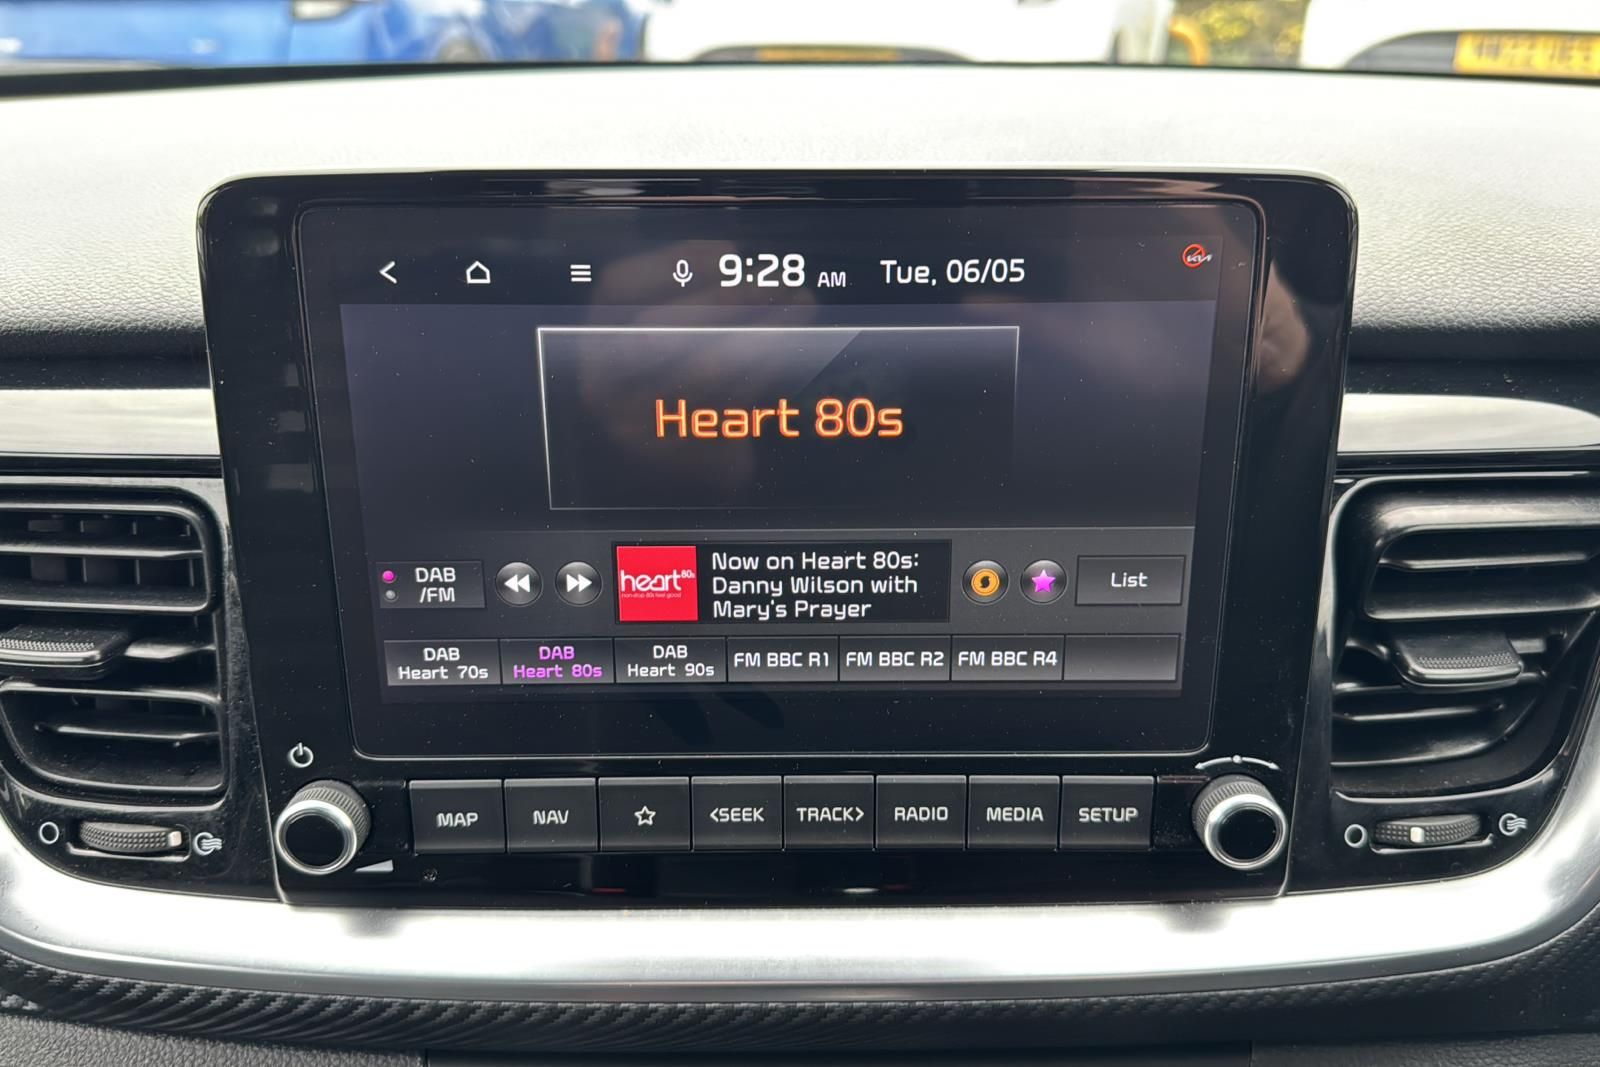 9:28 AM Tue, 06/05
Heart 80s
DAB
/FM
heart80s
Now on Heart 80s:
Danny Wilson with
Mary's Prayer
List
DAB
Heart 70s
DAB
Heart 80s
DAB
Heart 90s
FM BBC R1
FM BBC R2
FM BBC R4
MAP
NAV
<SEEK
TRACK>
RADIO
MEDIA
SETUP